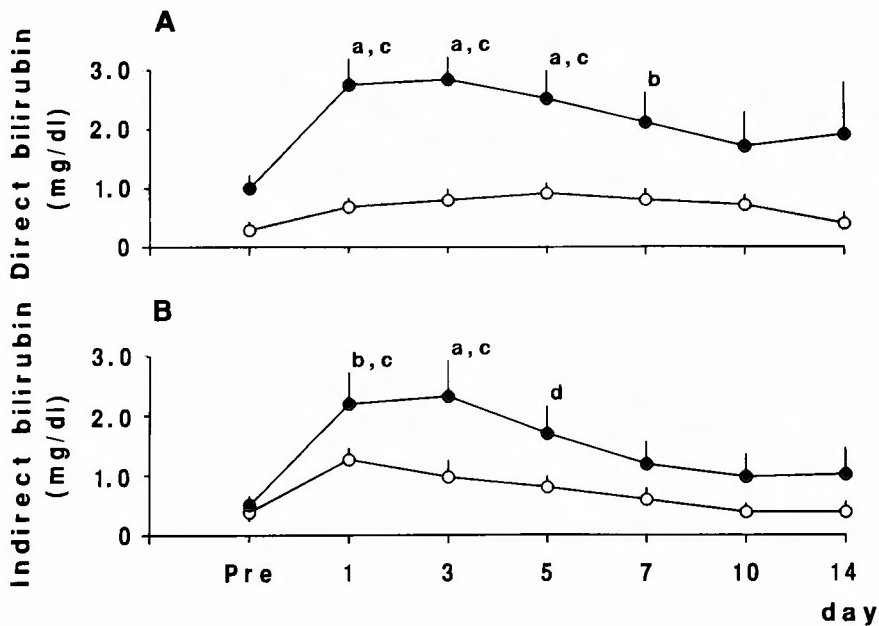 A
Direct bilirubin
(mg/dl)
3.0
2.0
1.0
0
a,c
a,c
a,c
b
B
Indirect bilirubin
(mg/dl)
3.0
2.0
1.0
0
b,c
a,c
d
Pre 1 3 5 7 10 14
day